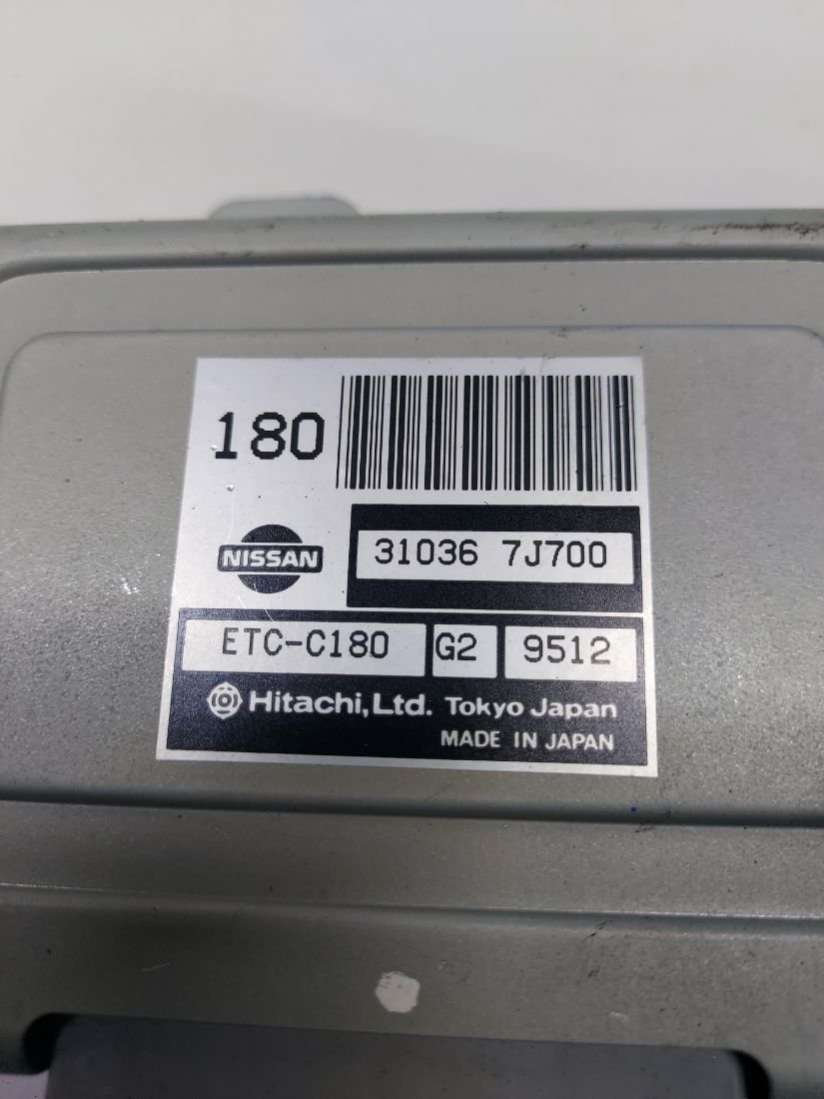 180
NISSAN
31036 7J700
ETC-C180 G2 9512
Hitachi, Ltd. Tokyo Japan
MADE IN JAPAN